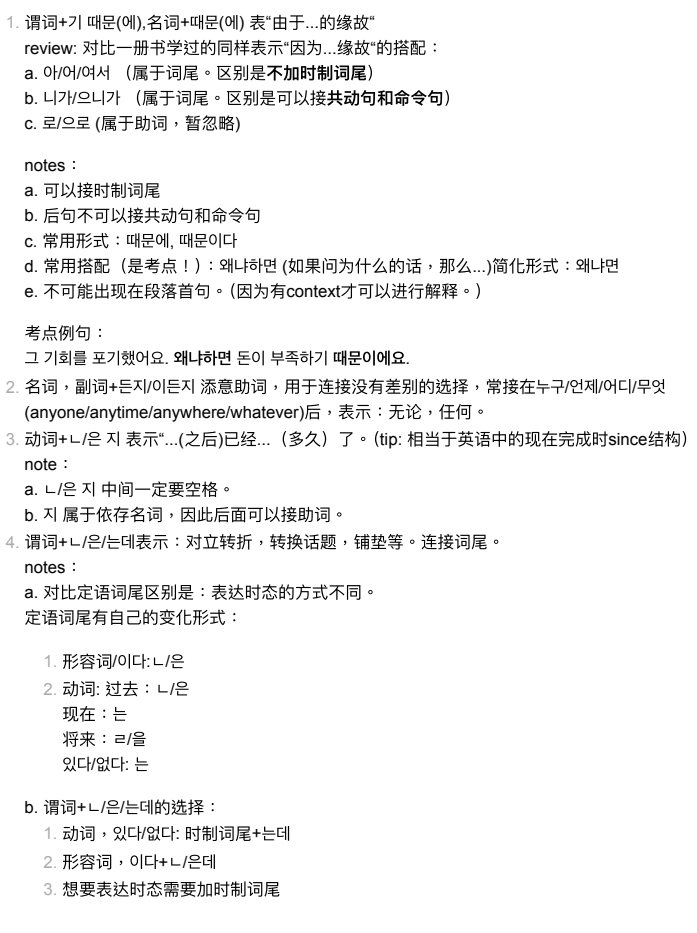 1. 谓词+기 때문(에),名词+때문(에) 表“由于...的缘故“
review: 对比一册书学过的同样表示“因为...缘故“的搭配：
a. 아/어/여서 （属于词尾。区别是不加时制词尾）
b. 니가/으니가 （属于词尾。区别是可以接共动句和命令句）
c. 로/으로 (属于助词，暂忽略)
notes：
a. 可以接时制词尾
b. 后句不可以接共动句和命令句
c. 常用形式：때문에, 때문이다
d. 常用搭配（是考点！）: 왜냐하면 (如果问为什么的话，那么...)简化形式：왜냐면
e. 不可能出现在段落首句。（因为有context才可以进行解释。）
考点例句：
그 기회를 포기했어요. 왜냐하면 돈이 부족하기 때문이에요.
2. 名词，副词+든지/이든지 添意助词，用于连接没有差别的选择，常接在누구/언제/어디/무엇
(anyone/anytime/anywhere/whatever)后，表示：无论，任何。
3. 动词+ㄴ/은 지 表示“...(之后)已经...（多久）了。（tip: 相当于英语中的现在完成时since结构）
note：
a. ㄴ/은 지 中间一定要空格。
b. 지 属于依存名词，因此后面可以接助词。
4. 谓词+ㄴ/은/는데表示：对立转折，转换话题，铺垫等。连接词尾。
notes：
a. 对比定语词尾区别是：表达时态的方式不同。
定语词尾有自己的变化形式：
1. 形容词/이다:ㄴ/은
2. 动词: 过去：ㄴ/은
现在：는
将来：ㄹ/을
있다/없다: 는
b. 谓词+ㄴ/은/는데的选择：
1. 动词，있다/없다: 时制词尾+는데
2. 形容词，이다+ㄴ/은데
3. 想要表达时态需要加时制词尾